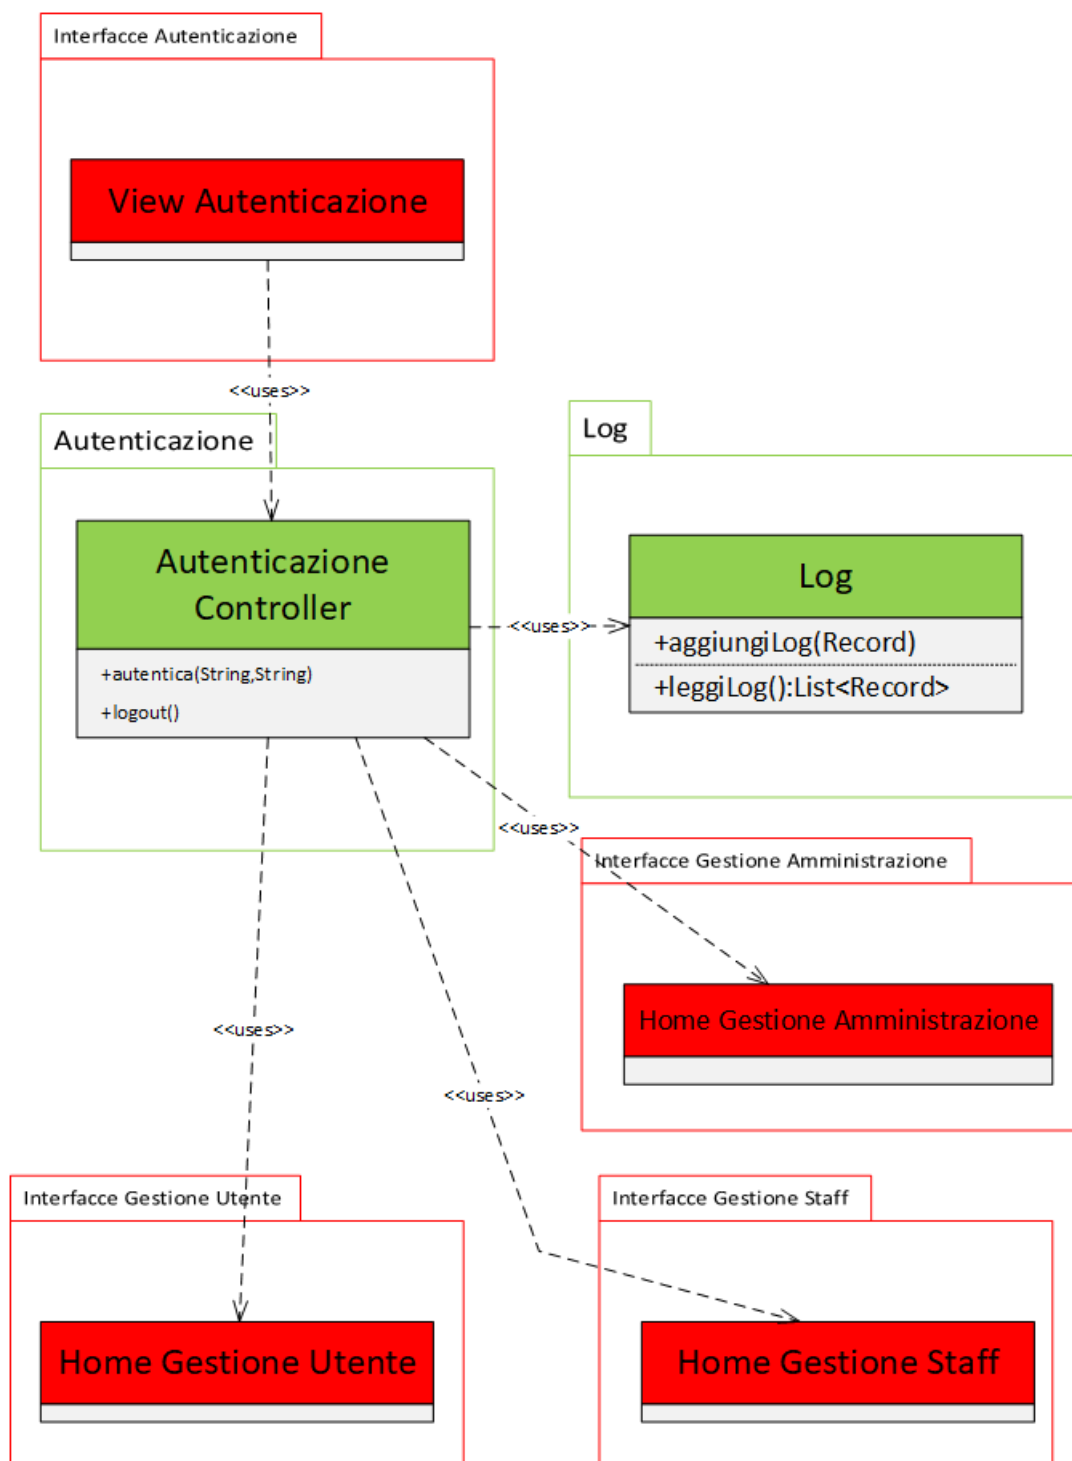 Interfacce Autenticazione
View Autenticazione
<<uses>>
Autenticazione
Log
Autenticazione
Controller
+autentica(String,String)
+logout()
<<uses>>
Log
+aggiungiLog(Record)
+leggiLog():List<Record>
<<uses>>
Interfacce Gestione Amministrazione
Home Gestione Amministrazione
<<uses>>
<<uses>>
Interfacce Gestione Utente
Interfacce Gestione Staff
Home Gestione Utente
Home Gestione Staff